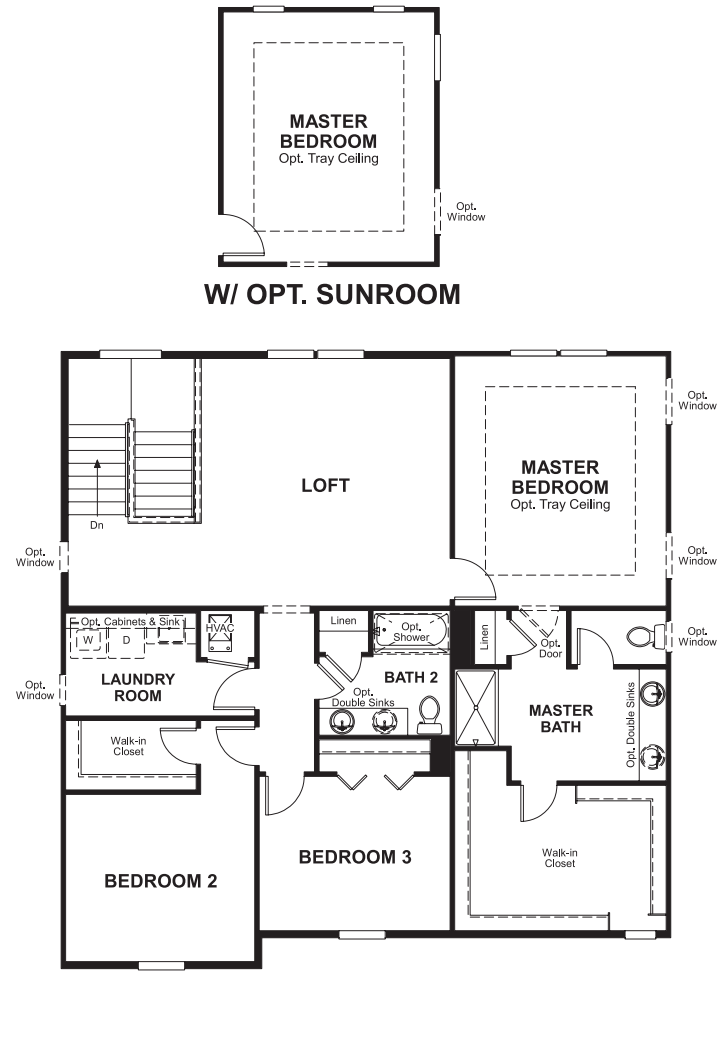 MASTER
BEDROOM
Opt. Tray Ceiling
Opt.
Window
W/ OPT. SUNROOM
Opt.
Window
LOFT
MASTER
BEDROOM
Opt. Tray Ceiling
Dn
Opt.
Window
Opt.
Window
Opt. Cabinets & Sink
W
D
HVAC
Linen
Opt.
Shower
Linen
Opt.
Door
Opt.
Window
LAUNDRY
ROOM
Opt.
Window
BATH 2
Opt.
Double Sinks
MASTER
BATH
Opt. Double Sinks
Walk-in
Closet
BEDROOM 2
BEDROOM 3
Walk-in
Closet